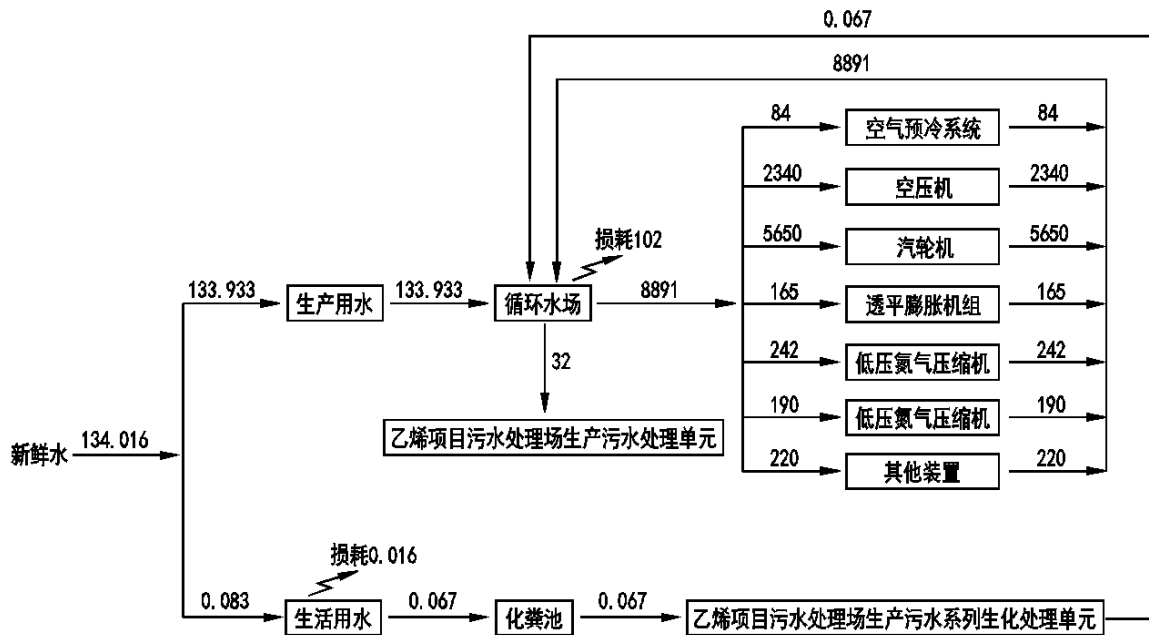 0.067
8891
84 空气预冷系统 84
2340 空压机 2340
损耗102
5650 汽轮机 5650
133.933 生产用水 133.933 循环水场 8891 165 透平膨胀机组 165
32
242 低压氮气压缩机 242
190 低压氮气压缩机 190
乙烯项目污水处理场生产污水处理单元
新鲜水 134.016
220 其他装置 220
损耗0.016
0.083 生活用水 0.067 化粪池 0.067 乙烯项目污水处理场生产污水系列生化处理单元